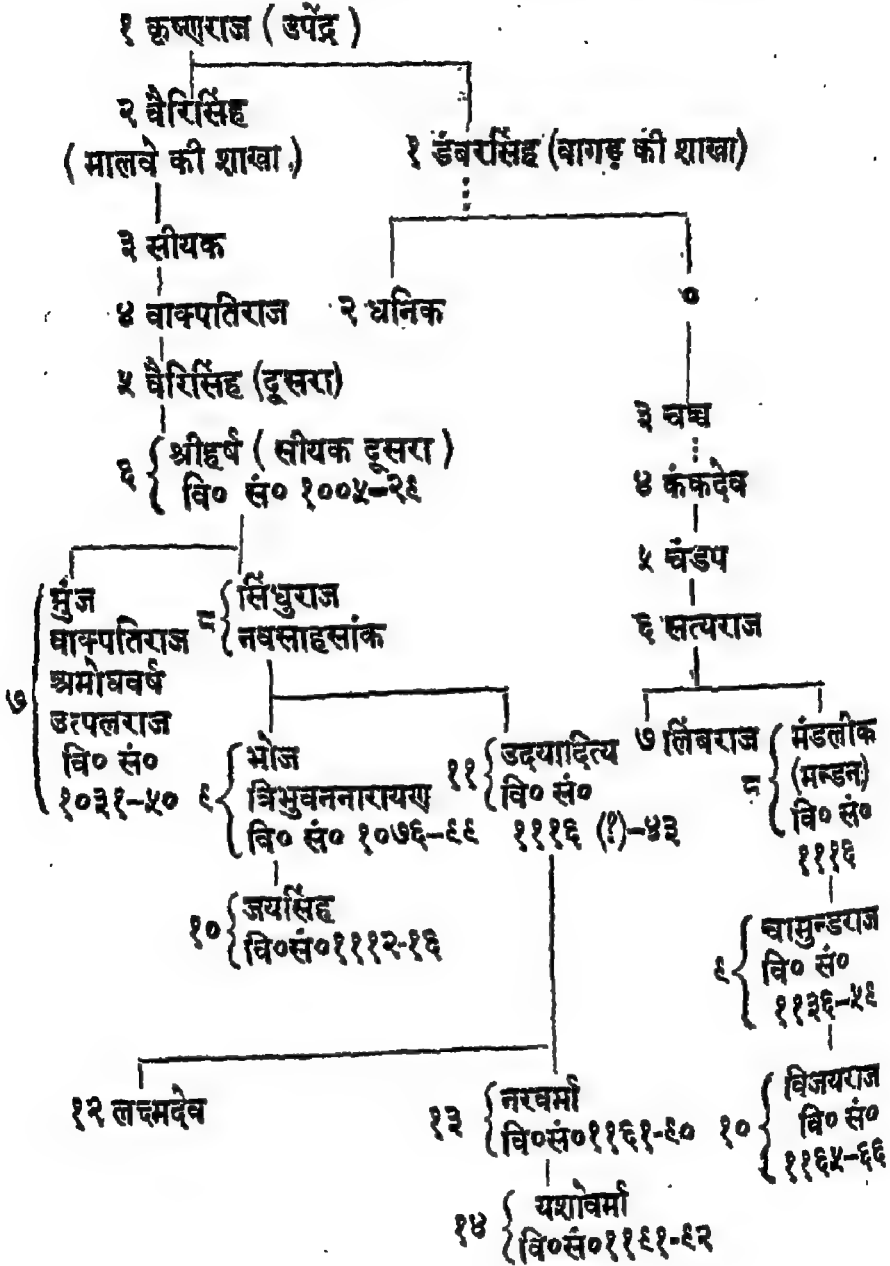 १ कृष्णराज ( उपेंद्र )
२ वैरिसिंह
( मालवे की शाखा )
१ डंबरसिंह (वागड़ की शाखा)
३ सीयक
४ वाक्पतिराज
२ धनिक
०
५ वैरिसिंह (दूसरा)
३ चच्च
६ श्रीहर्ष ( सीयक दूसरा )
वि० सं० १००५-२९
४ कंकदेव
५ चंडप
६ सत्यराज
७ मुंज
वाक्पतिराज
अमोघवर्ष
उत्पलराज
वि० सं०
१०३१-५०
८ सिंधुराज
नवसाहसांक
९ भोज
त्रिभुवननारायण
वि० सं० १०७६-९९
११ उदयादित्य
वि० सं०
१११६ (?)-४३
७ लिंबराज
८ मंडलीक
(मन्डन)
वि० सं०
१११६
१० जयसिंह
वि०सं०१११२-१६
९ चामुन्डराज
वि० सं०
११३६-५९
१२ लक्ष्मदेव
१३ नरवर्मा
वि०सं०११६१-९०
१० विजयराज
वि० सं०
११६५-६६
१४ यशोवर्मा
वि०सं०११९१-९२